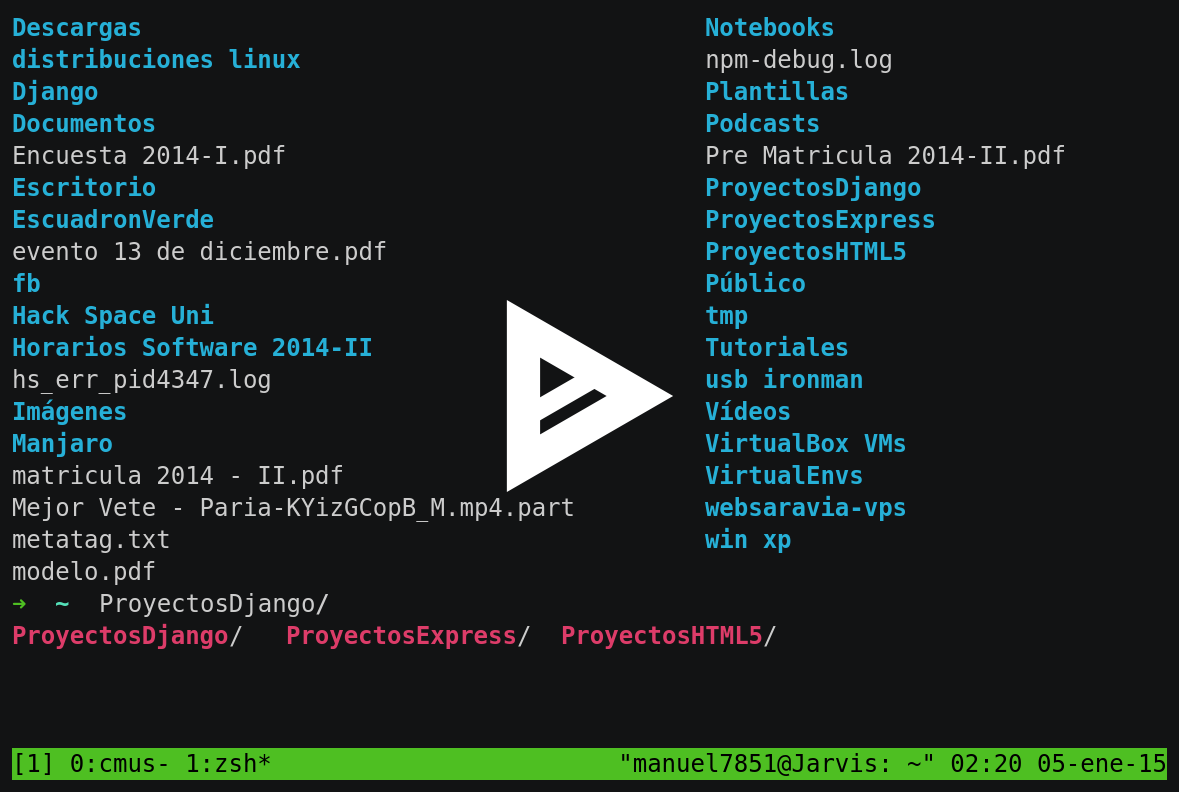 Descargas Notebooks
distribuciones linux npm-debug.log
Django Plantillas
Documentos Podcasts
Encuesta 2014-I.pdf Pre Matricula 2014-II.pdf
Escritorio ProyectosDjango
EscuadronVerde ProyectosExpress
evento 13 de diciembre.pdf ProyectosHTML5
fb Público
Hack Space Uni tmp
Horarios Software 2014-II Tutoriales
hs_err_pid4347.log usb ironman
Imágenes Vídeos
Manjaro VirtualBox VMs
matricula 2014 - II.pdf VirtualEnvs
Mejor Vete - Paria-KYizGCopB_M.mp4.part websaravia-vps
metatag.txt win xp
modelo.pdf
➜ ~ ProyectosDjango/
ProyectosDjango/ ProyectosExpress/ ProyectosHTML5/
[1] 0:cmus- 1:zsh* "manuel7851@Jarvis: ~" 02:20 05-ene-15